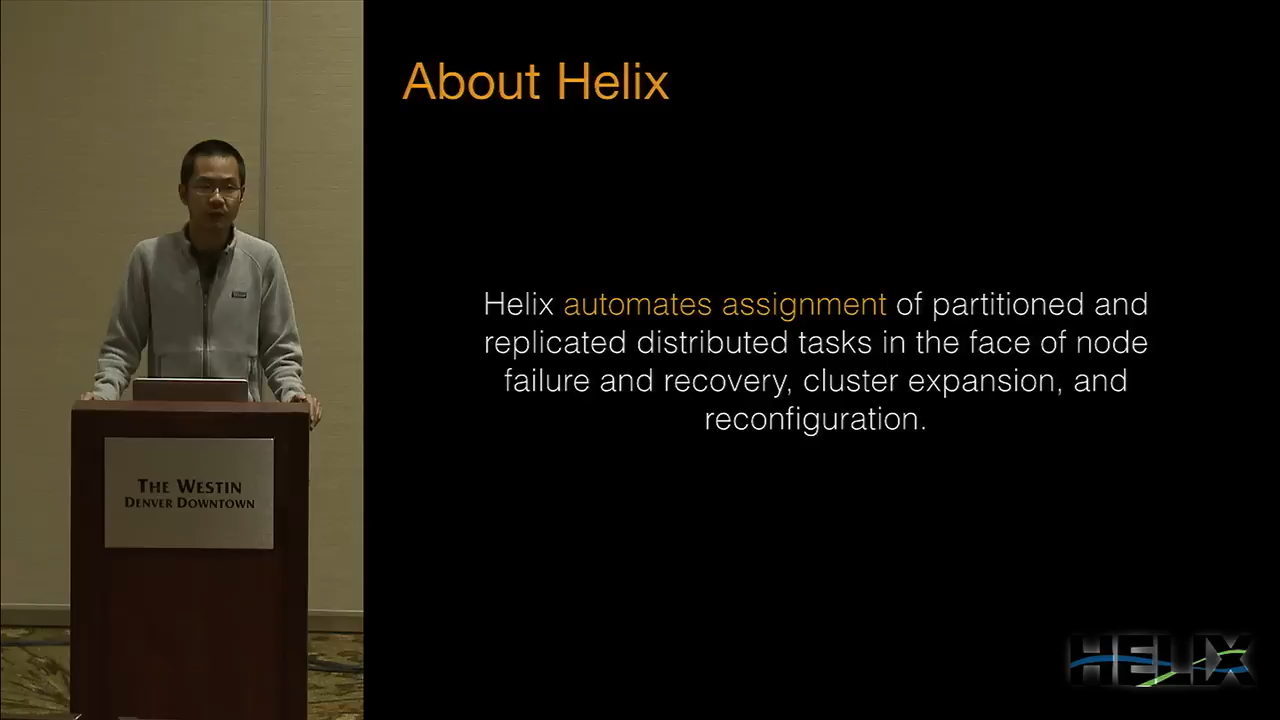 About Helix
Helix automates assignment of partitioned and
replicated distributed tasks in the face of node
failure and recovery, cluster expansion, and
reconfiguration.
THE WESTIN
DENVER DOWNTOWN
HELIX